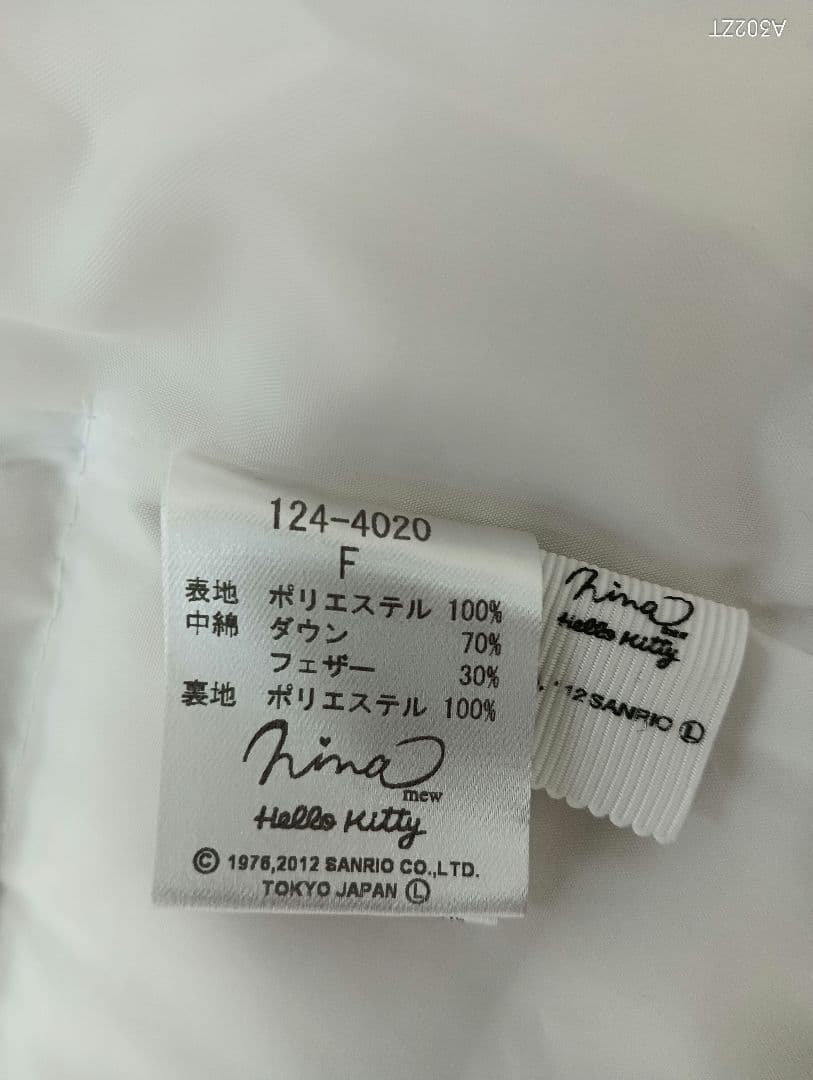 A302ZT
124-4020
F
表地 ポリエステル 100%
中綿 ダウン 70%
フェザー 30%
裏地 ポリエステル 100%
nina
mew
Hello Kitty
© 1976,2012 SANRIO CO.,LTD.
TOKYO JAPAN Ⓛ
nina
mew
Hello Kitty
, '12 SANRIO Ⓛ